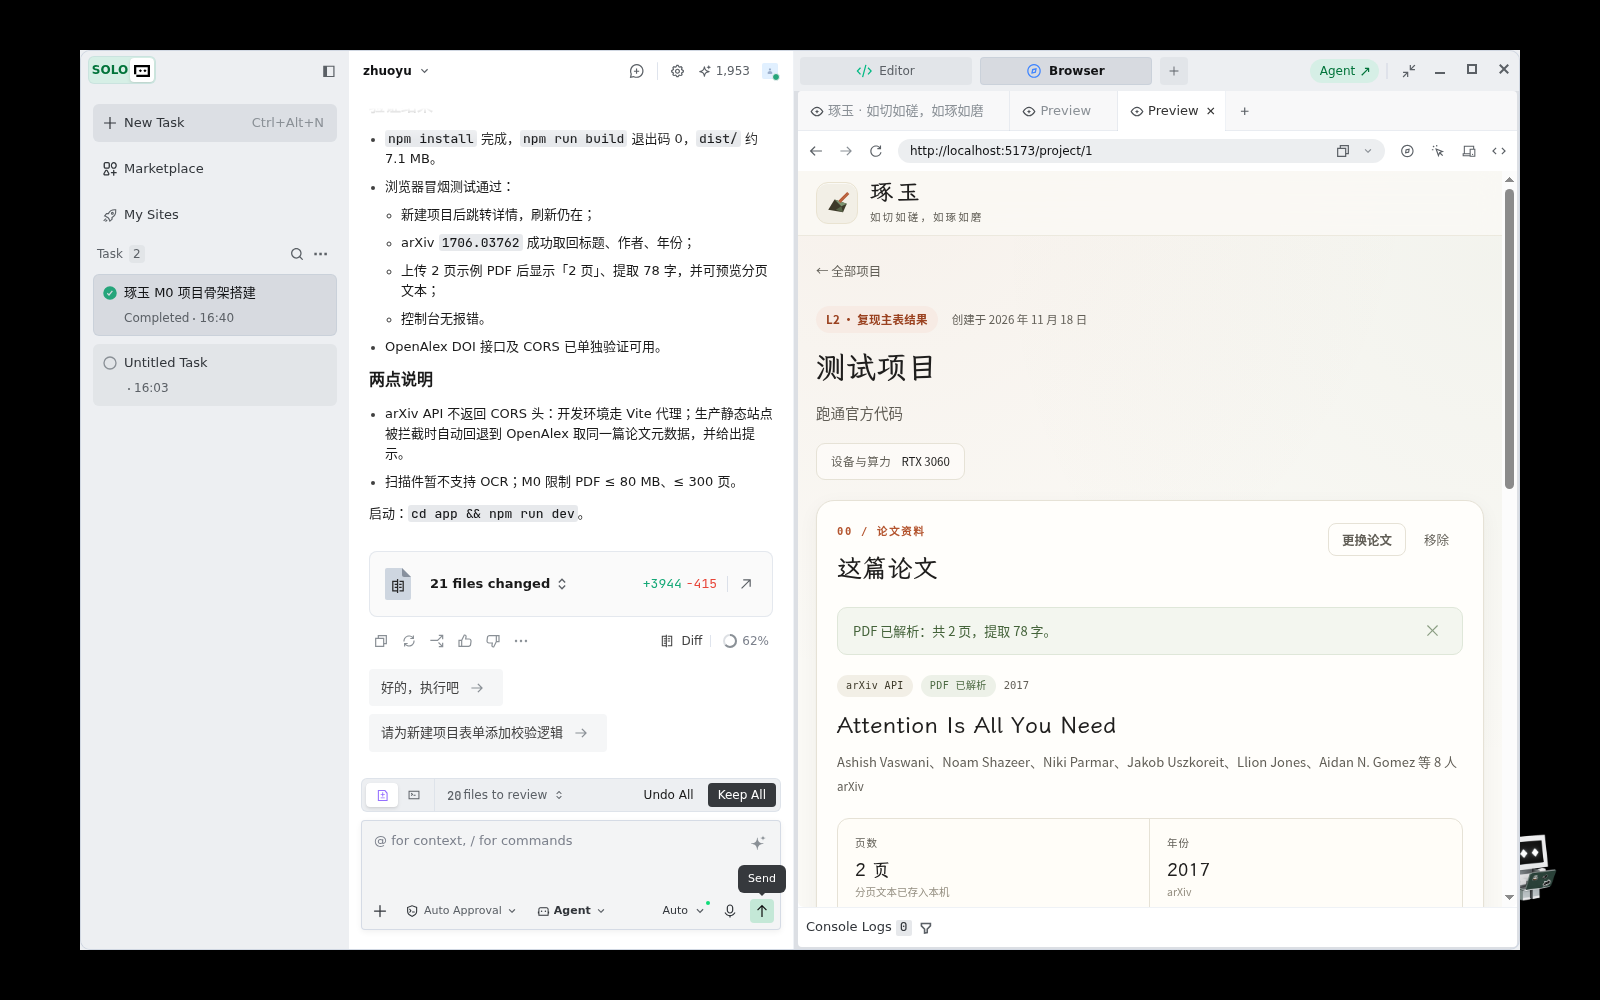 SOLO
New Task
Ctrl+Alt+N
Marketplace
My Sites
Task 2
琢玉 M0 项目骨架搭建
Completed · 16:40
Untitled Task
· 16:03
zhuoyu
1,953
npm install 完成，npm run build 退出码 0，dist/ 约
7.1 MB。
浏览器冒烟测试通过：
新建项目后跳转详情，刷新仍在；
arXiv 1706.03762 成功取回标题、作者、年份；
上传 2 页示例 PDF 后显示「2 页」、提取 78 字，并可预览分页
文本；
控制台无报错。
OpenAlex DOI 接口及 CORS 已单独验证可用。
两点说明
arXiv API 不返回 CORS 头：开发环境走 Vite 代理；生产静态站点
被拦截时自动回退到 OpenAlex 取同一篇论文元数据，并给出提
示。
扫描件暂不支持 OCR；M0 限制 PDF ≤ 80 MB、≤ 300 页。
启动：cd app && npm run dev。
21 files changed
+3944 -415
Diff
62%
好的，执行吧
请为新建项目表单添加校验逻辑
20 files to review
Undo All
Keep All
@ for context, / for commands
Send
Auto Approval
Agent
Auto
Editor
Browser
Agent
琢玉 · 如切如磋，如琢如磨
Preview
Preview
http://localhost:5173/project/1
琢玉
如切如磋，如琢如磨
← 全部项目
L2 · 复现主表结果
创建于 2026 年 11 月 18 日
测试项目
跑通官方代码
设备与算力 RTX 3060
00 / 论文资料
更换论文
移除
这篇论文
PDF 已解析：共 2 页，提取 78 字。
arXiv API
PDF 已解析
2017
Attention Is All You Need
Ashish Vaswani、Noam Shazeer、Niki Parmar、Jakob Uszkoreit、Llion Jones、Aidan N. Gomez 等 8 人
arXiv
页数
2 页
分页文本已存入本机
年份
2017
arXiv
Console Logs 0